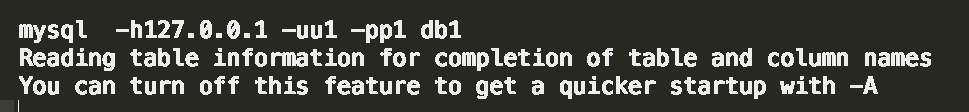 mysql  -h127.0.0.1 -uu1 -pp1 db1
Reading table information for completion of table and column names
You can turn off this feature to get a quicker startup with -A